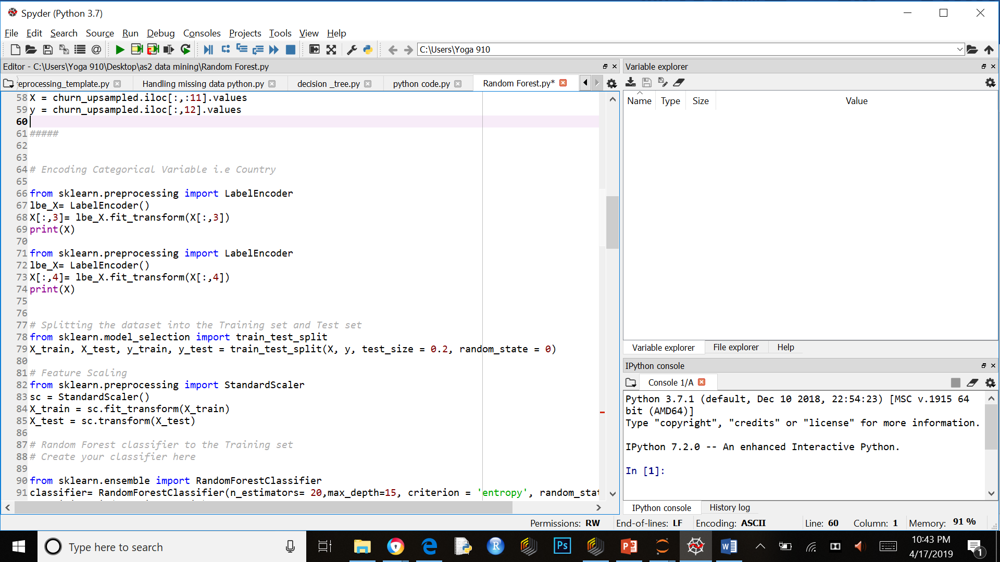 Spyder (Python 3.7)
File Edit Search Source Run Debug Consoles Projects Tools View Help
C:\Users\Yoga 910
Editor - C:\Users\Yoga 910\Desktop\as2 data mining\Random Forest.py
eprocessing_template.py Handling missing data python.py decision _tree.py python code.py Random Forest.py*
58 X = churn_upsampled.iloc[:,:11].values
59 y = churn_upsampled.iloc[:,12].values
60
61 #####
62
63
64 # Encoding Categorical Variable i.e Country
65
66 from sklearn.preprocessing import LabelEncoder
67 lbe_X= LabelEncoder()
68 X[:,3]= lbe_X.fit_transform(X[:,3])
69 print(X)
70
71 from sklearn.preprocessing import LabelEncoder
72 lbe_X= LabelEncoder()
73 X[:,4]= lbe_X.fit_transform(X[:,4])
74 print(X)
75
76
77 # Splitting the dataset into the Training set and Test set
78 from sklearn.model_selection import train_test_split
79 X_train, X_test, y_train, y_test = train_test_split(X, y, test_size = 0.2, random_state = 0)
80
81 # Feature Scaling
82 from sklearn.preprocessing import StandardScaler
83 sc = StandardScaler()
84 X_train = sc.fit_transform(X_train)
85 X_test = sc.transform(X_test)
86
87 # Random Forest classifier to the Training set
88 # Create your classifier here
89
90 from sklearn.ensemble import RandomForestClassifier
91 classifier= RandomForestClassifier(n_estimators= 20,max_depth=15, criterion = 'entropy', random_stat
Variable explorer
Name Type Size Value
Variable explorer File explorer Help
IPython console
Console 1/A
Python 3.7.1 (default, Dec 10 2018, 22:54:23) [MSC v.1915 64
bit (AMD64)]
Type "copyright", "credits" or "license" for more information.
IPython 7.2.0 -- An enhanced Interactive Python.
In [1]:
IPython console History log
Permissions: RW End-of-lines: LF Encoding: ASCII Line: 60 Column: 1 Memory: 91 %
Type here to search
R
Ps
10:43 PM
4/17/2019
1